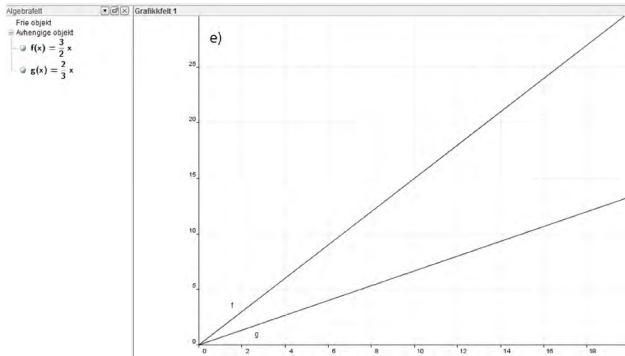 Algebrafelt
Frie objekt
Avhengige objekt
f(x) = 3/2 x
g(x) = 2/3 x
Grafikkfelt 1
e)
25
20
15
10
5
0
f
g
0 2 4 6 8 10 12 14 16 18